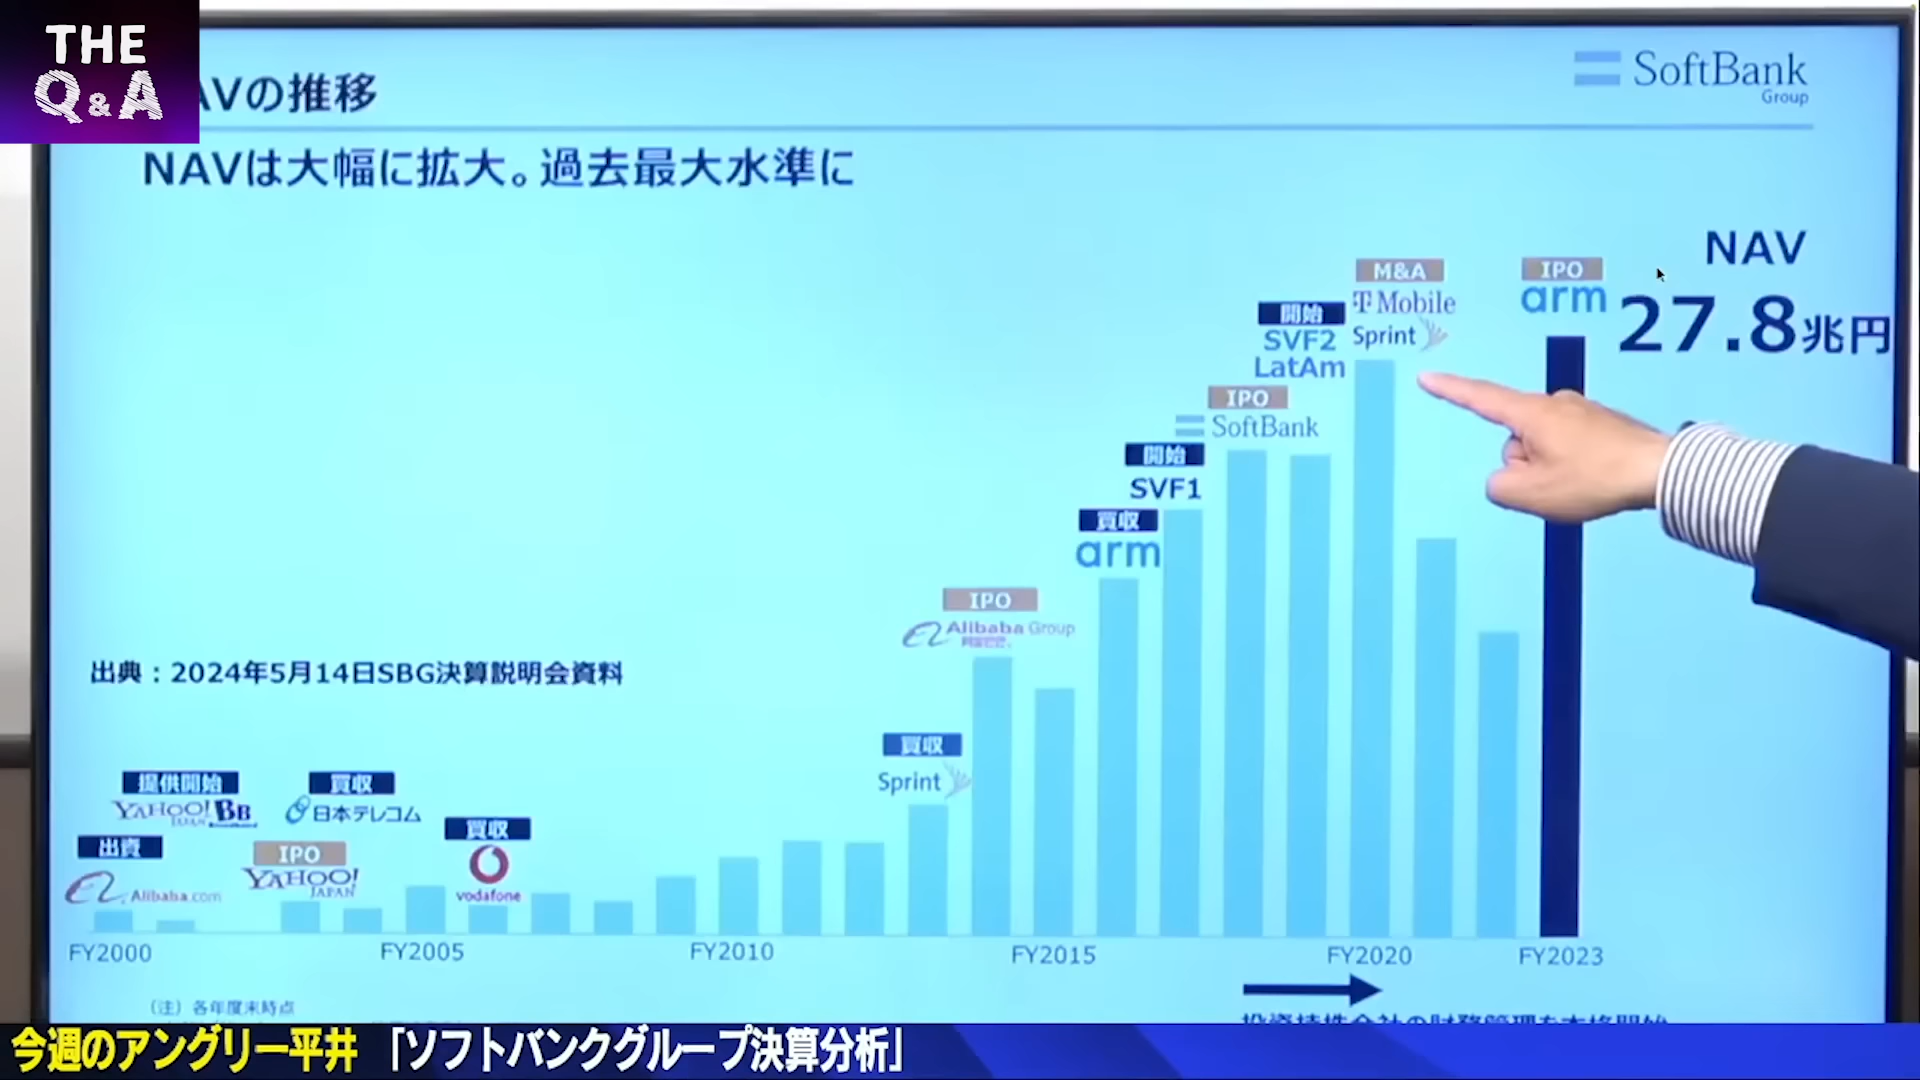 THE
Q&A
Vの推移
SoftBank
Group
NAVは大幅に拡大。過去最大水準に
NAV
27.8兆円
IPO
arm
M&A
T Mobile
Sprint
開始
SVF2
LatAm
IPO
SoftBank
開始
SVF1
買収
arm
IPO
Alibaba Group
出典：2024年5月14日SBG決算説明会資料
買収
Sprint
提供開始
YAHOO! BB
JAPAN
買収
日本テレコム
買収
vodafone
出資
Alibaba.com
IPO
YAHOO!
JAPAN
FY2000
FY2005
FY2010
FY2015
FY2020
FY2023
（注）各年度末時点
今週のアングリー平井 「ソフトバンクグループ決算分析」